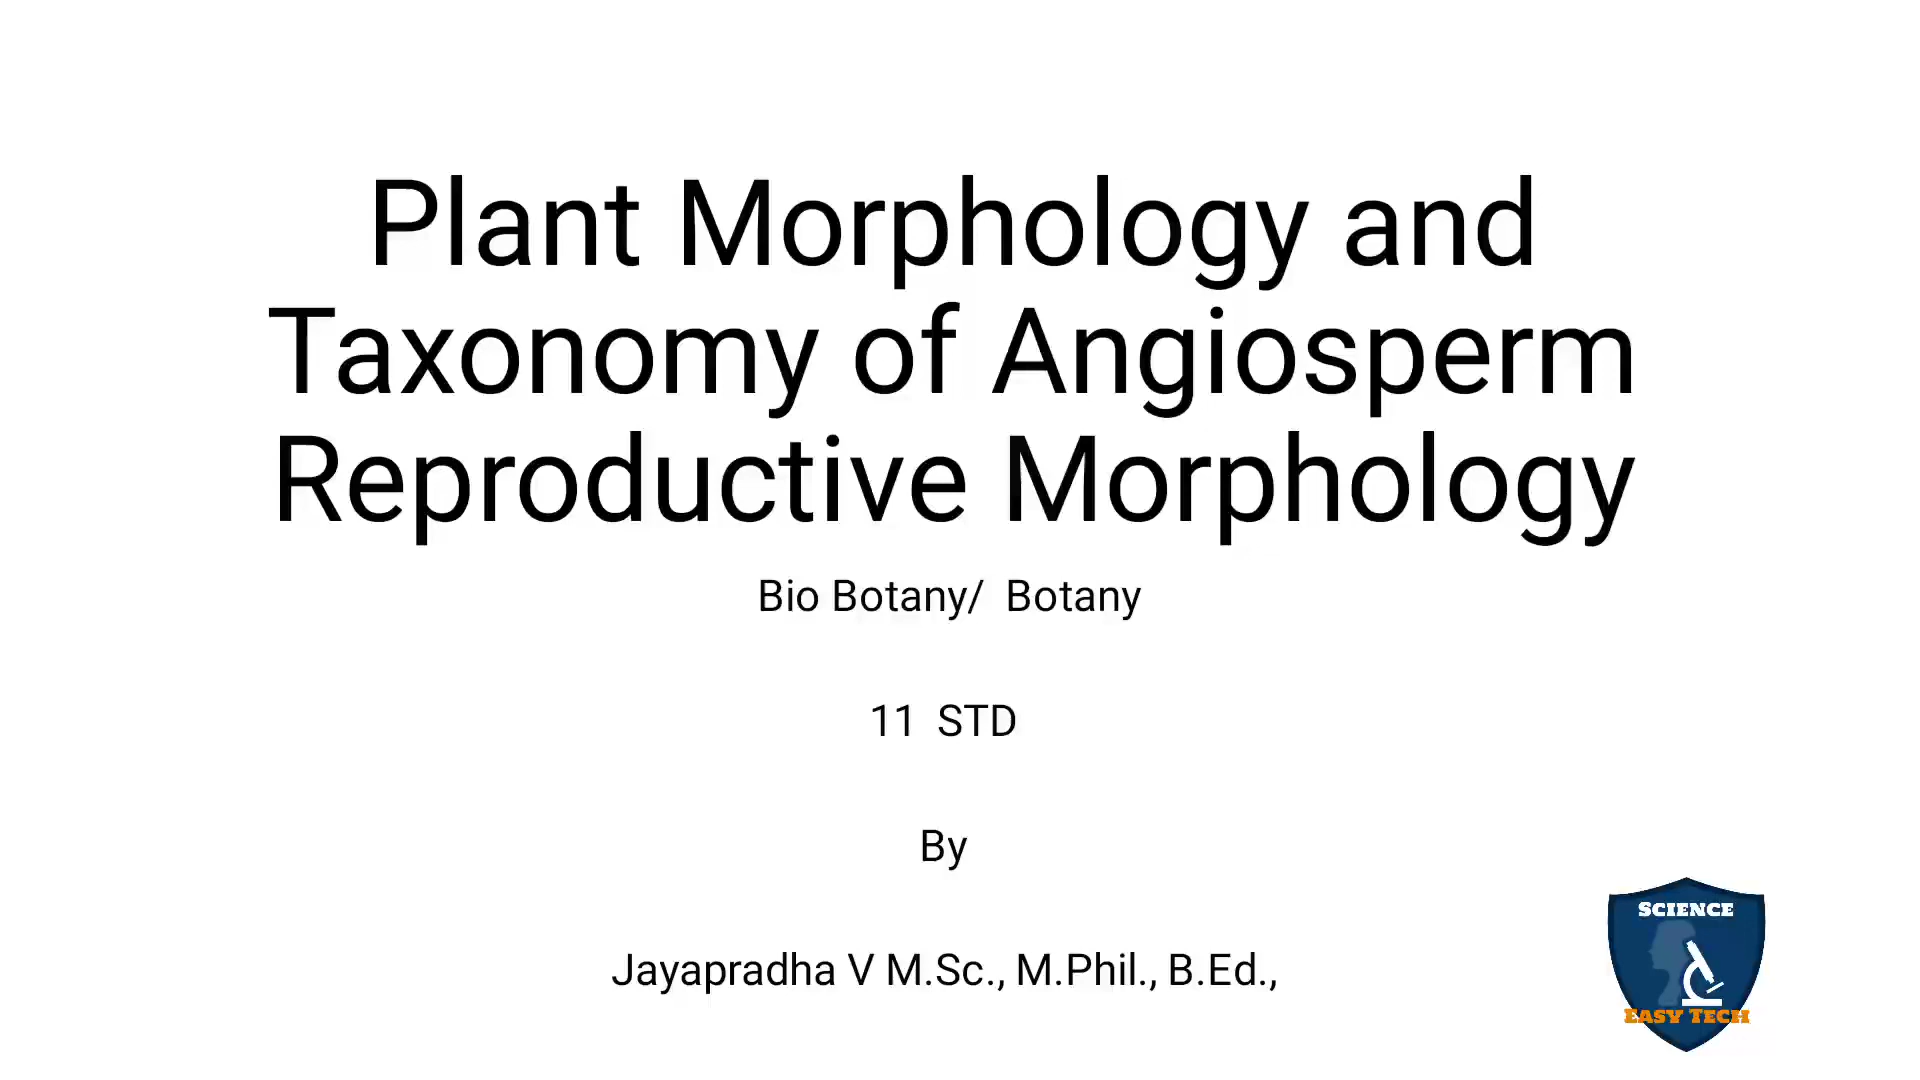 Plant Morphology and
Taxonomy of Angiosperm
Reproductive Morphology
Bio Botany/ Botany
11 STD
By
Jayapradha V M.Sc., M.Phil., B.Ed.,
SCIENCE
EASY TECH